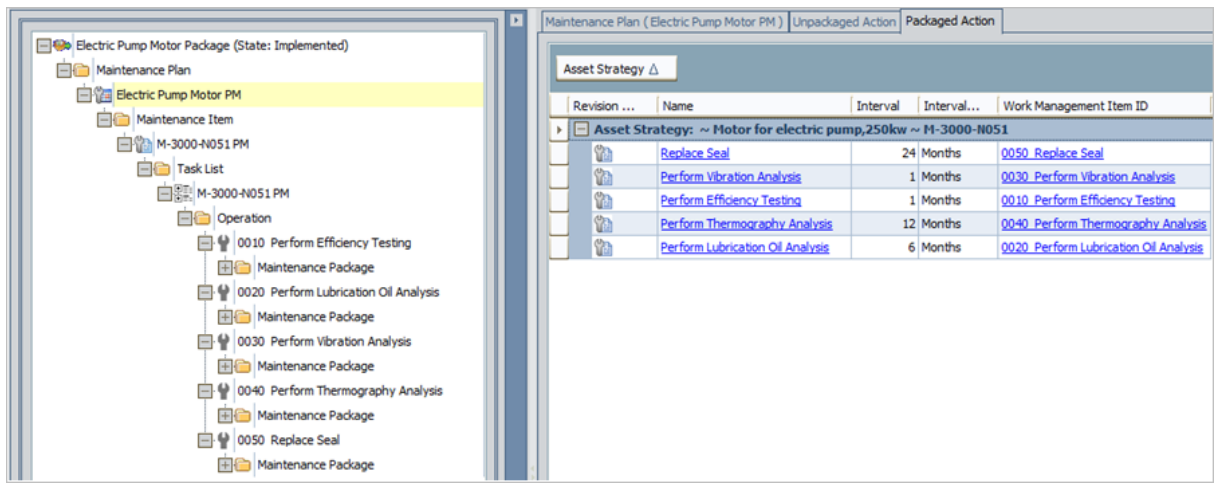 Electric Pump Motor Package (State: Implemented)
Maintenance Plan
Electric Pump Motor PM
Maintenance Item
M-3000-N051 PM
Task List
M-3000-N051 PM
Operation
0010 Perform Efficiency Testing
Maintenance Package
0020 Perform Lubrication Oil Analysis
Maintenance Package
0030 Perform Vibration Analysis
Maintenance Package
0040 Perform Thermography Analysis
Maintenance Package
0050 Replace Seal
Maintenance Package
Maintenance Plan ( Electric Pump Motor PM ) Unpackaged Action Packaged Action
Asset Strategy △
Revision ... Name Interval Interval... Work Management Item ID
Asset Strategy: ~ Motor for electric pump,250kw ~ M-3000-N051
Replace Seal 24 Months 0050 Replace Seal
Perform Vibration Analysis 1 Months 0030 Perform Vibration Analysis
Perform Efficiency Testing 1 Months 0010 Perform Efficiency Testing
Perform Thermography Analysis 12 Months 0040 Perform Thermography Analysis
Perform Lubrication Oil Analysis 6 Months 0020 Perform Lubrication Oil Analysis